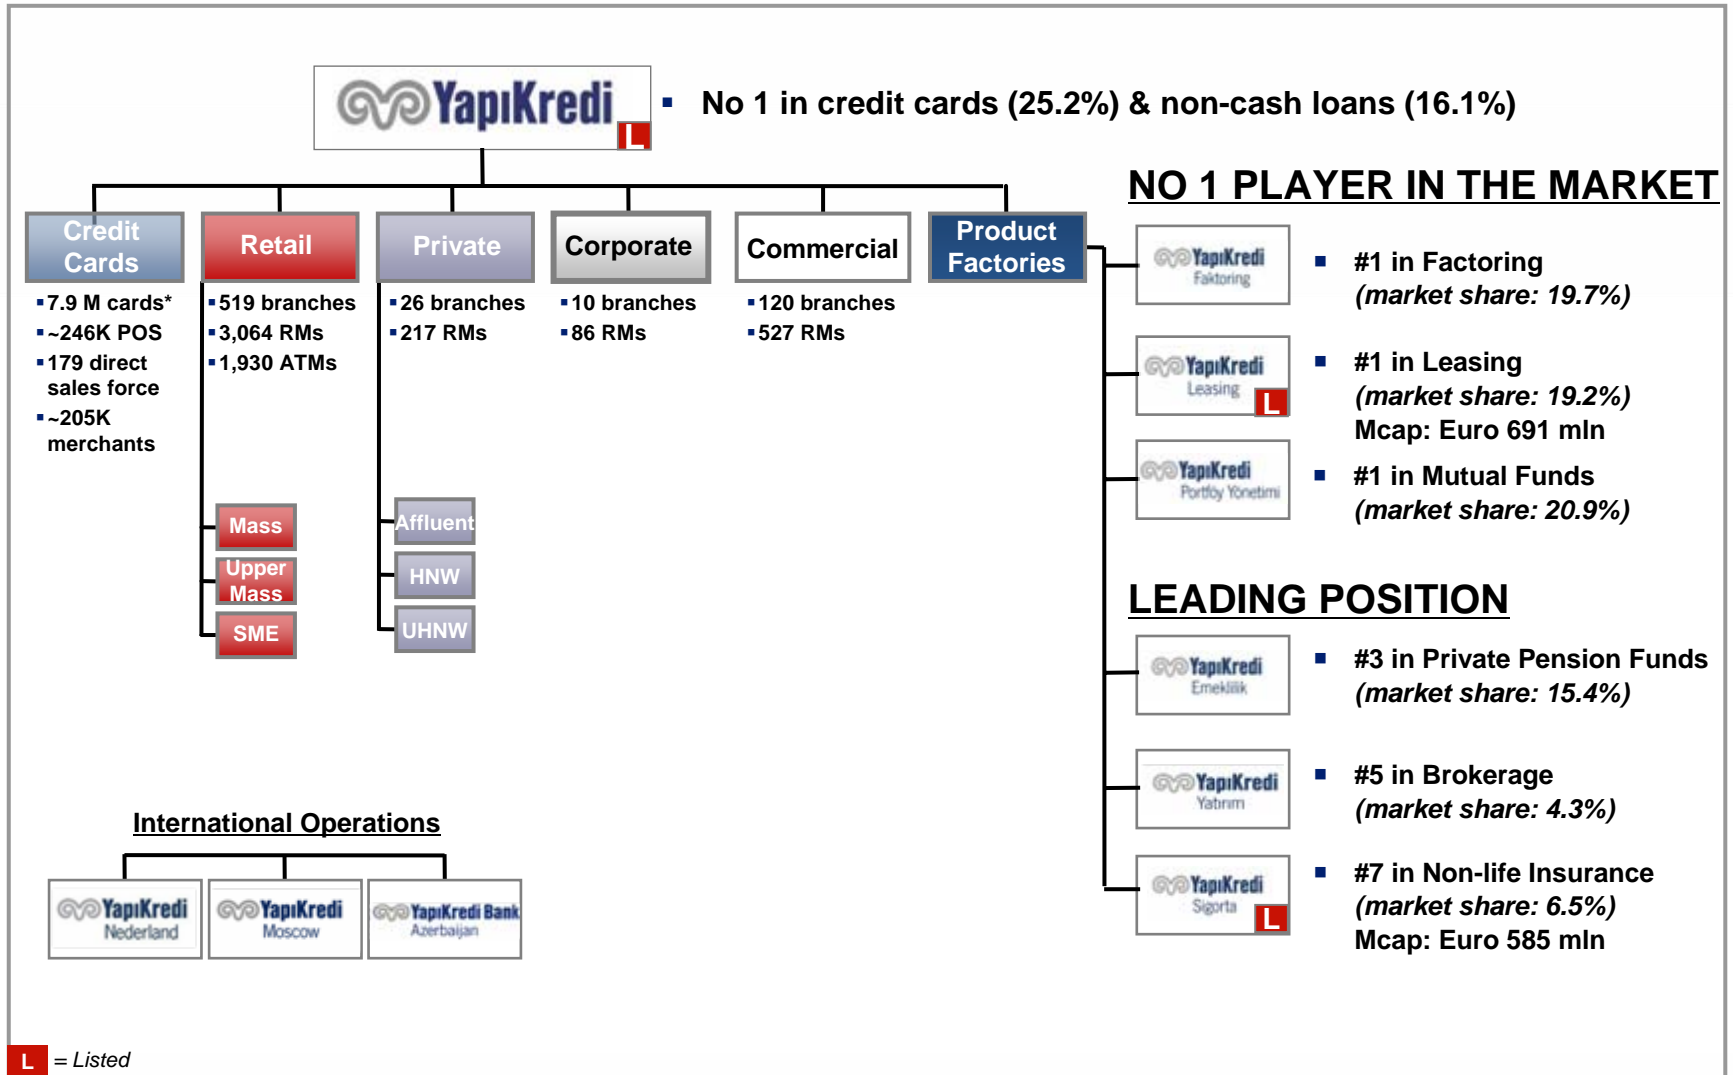 YapıKredi
L
No 1 in credit cards (25.2%) & non-cash loans (16.1%)
Credit
Cards
7.9 M cards*
~246K POS
179 direct
sales force
~205K
merchants
Retail
519 branches
3,064 RMs
1,930 ATMs
Mass
Upper
Mass
SME
Private
26 branches
217 RMs
Affluent
HNW
UHNW
Corporate
10 branches
86 RMs
Commercial
120 branches
527 RMs
Product
Factories
NO 1 PLAYER IN THE MARKET
YapıKredi
Faktoring
#1 in Factoring
(market share: 19.7%)
YapıKredi
Leasing
L
#1 in Leasing
(market share: 19.2%)
Mcap: Euro 691 mln
YapıKredi
Portföy Yönetimi
#1 in Mutual Funds
(market share: 20.9%)
LEADING POSITION
YapıKredi
Emeklilik
#3 in Private Pension Funds
(market share: 15.4%)
YapıKredi
Yatırım
#5 in Brokerage
(market share: 4.3%)
YapıKredi
Sigorta
L
#7 in Non-life Insurance
(market share: 6.5%)
Mcap: Euro 585 mln
International Operations
YapıKredi
Nederland
YapıKredi
Moscow
YapıKredi Bank
Azerbaijan
L = Listed